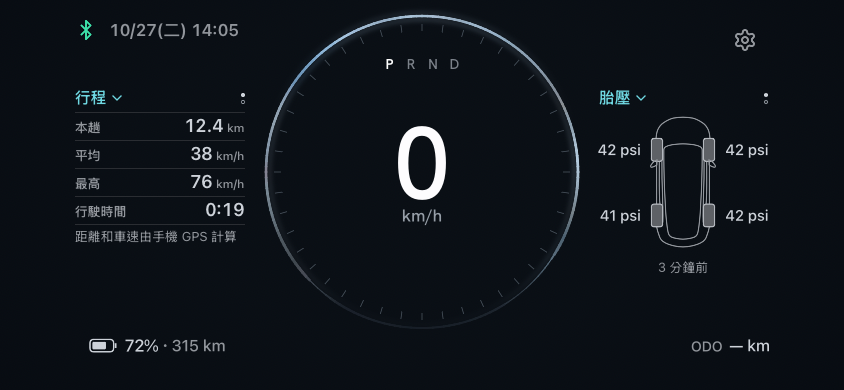 10/27(二) 14:05
P R N D
行程
本趟 12.4 km
平均 38 km/h
最高 76 km/h
行駛時間 0:19
距離和車速由手機 GPS 計算
0
km/h
胎壓
42 psi 42 psi
41 psi 42 psi
3 分鐘前
72% · 315 km
ODO — km